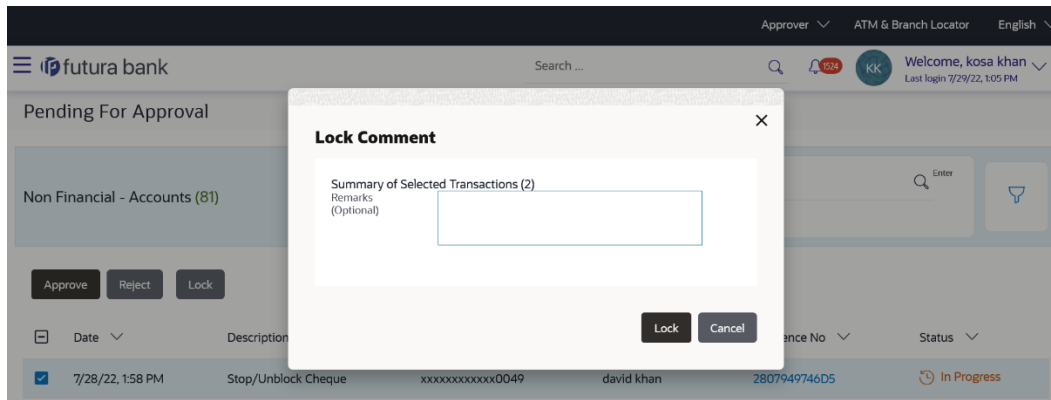 Approver ATM & Branch Locator English
futura bank Search ... 1524 KK Welcome, kosa khan
Last login 7/29/22, 1:05 PM
Pending For Approval
Lock Comment
Summary of Selected Transactions (2)
Remarks
(Optional)
Enter
Non Financial - Accounts (81)
Approve Reject Lock
Lock Cancel
Date Description ence No Status
7/28/22, 1:58 PM Stop/Unblock Cheque xxxxxxxxxxxx0049 david khan 2807949746D5 In Progress